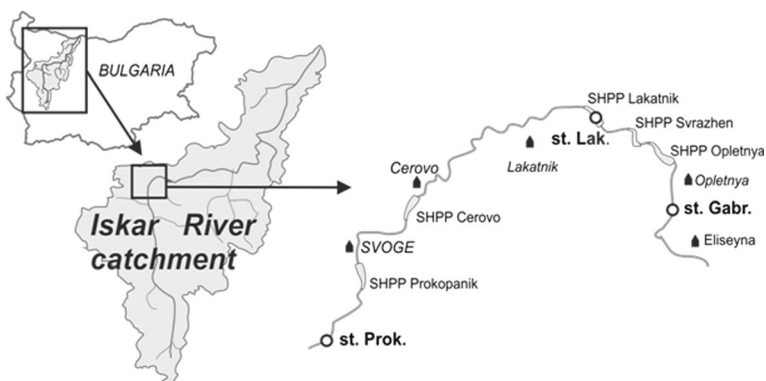 BULGARIA
Iskar River
catchment
SHPP Lakatnik
SHPP Svrazhen
st. Lak.
SHPP Opletnya
Lakatnik
Cerovo
Opletnya
st. Gabr.
SHPP Cerovo
SVOGE
Eliseyna
SHPP Prokopanik
st. Prok.